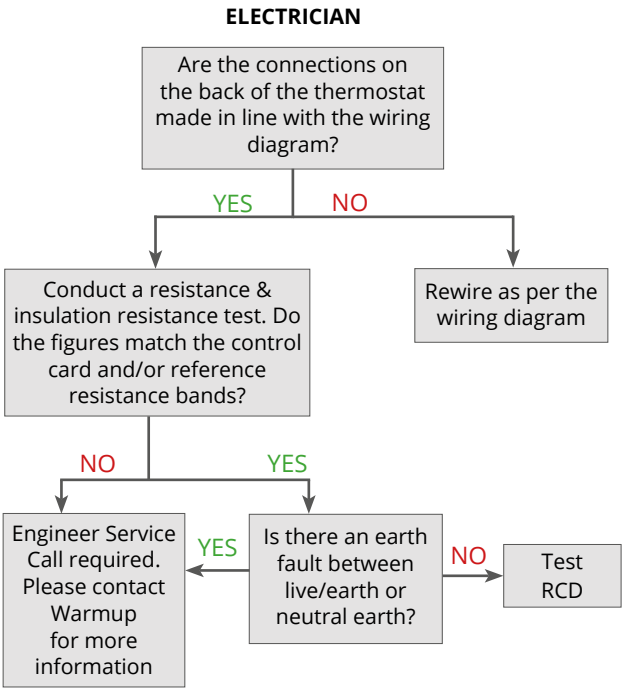 ELECTRICIAN
Are the connections on
the back of the thermostat
made in line with the wiring
diagram?
YES
NO
Conduct a resistance &
insulation resistance test. Do
the figures match the control
card and/or reference
resistance bands?
Rewire as per the
wiring diagram
NO
YES
Engineer Service
Call required.
Please contact
Warmup
for more
information
YES
Is there an earth
fault between
live/earth or
neutral earth?
NO
Test
RCD